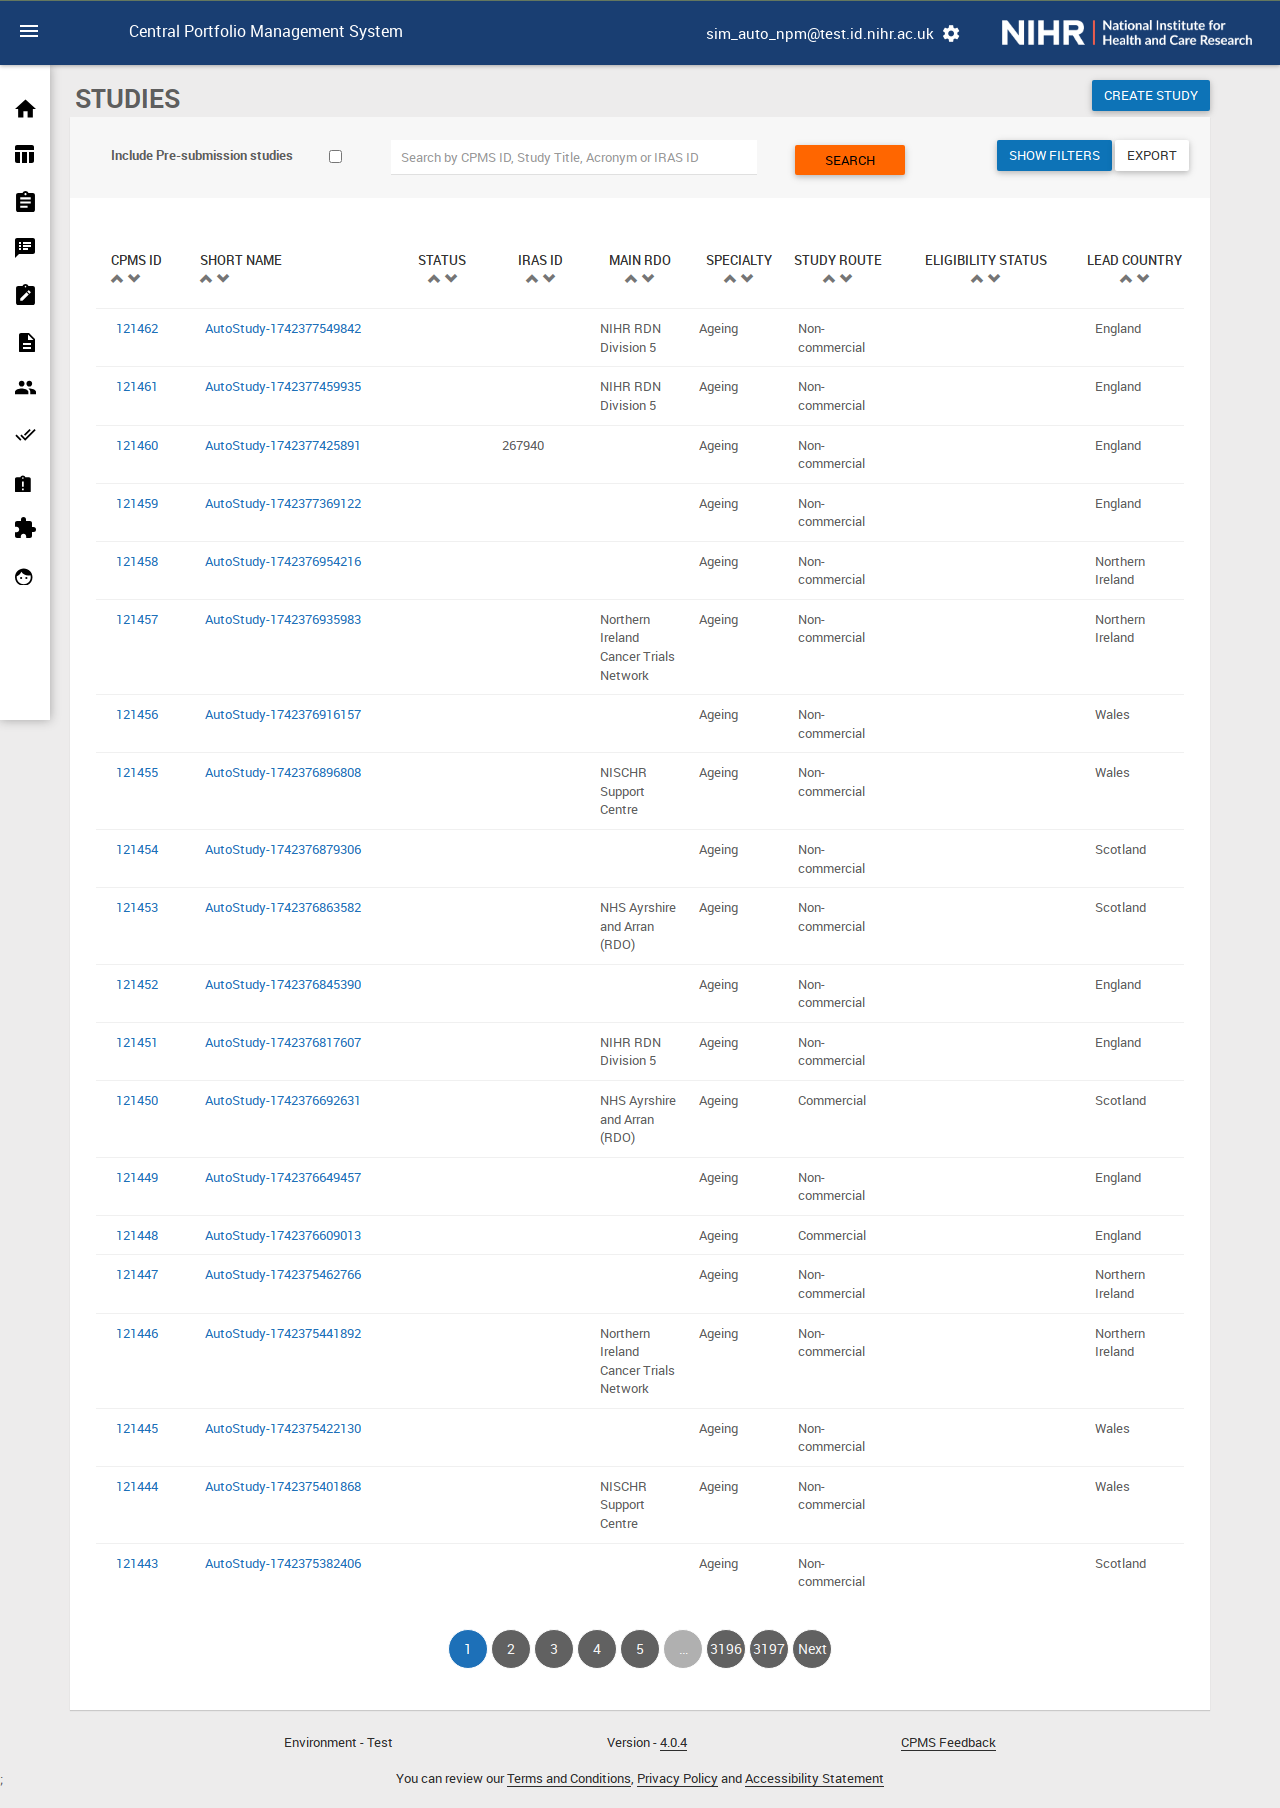 Central Portfolio Management System
sim_auto_npm@test.id.nihr.ac.uk
NIHR | National Institute for
Health and Care Research
STUDIES
CREATE STUDY
Include Pre-submission studies
Search by CPMS ID, Study Title, Acronym or IRAS ID
SEARCH
SHOW FILTERS
EXPORT
CPMS ID SHORT NAME STATUS IRAS ID MAIN RDO SPECIALTY STUDY ROUTE ELIGIBILITY STATUS LEAD COUNTRY
121462 AutoStudy-1742377549842 NIHR RDN Ageing Non- England
Division 5 commercial
121461 AutoStudy-1742377459935 NIHR RDN Ageing Non- England
Division 5 commercial
121460 AutoStudy-1742377425891 267940 Ageing Non- England
commercial
121459 AutoStudy-1742377369122 Ageing Non- England
commercial
121458 AutoStudy-1742376954216 Ageing Non- Northern
commercial Ireland
121457 AutoStudy-1742376935983 Northern Ageing Non- Northern
Ireland commercial Ireland
Cancer Trials
Network
121456 AutoStudy-1742376916157 Ageing Non- Wales
commercial
121455 AutoStudy-1742376896808 NISCHR Ageing Non- Wales
Support commercial
Centre
121454 AutoStudy-1742376879306 Ageing Non- Scotland
commercial
121453 AutoStudy-1742376863582 NHS Ayrshire Ageing Non- Scotland
and Arran commercial
(RDO)
121452 AutoStudy-1742376845390 Ageing Non- England
commercial
121451 AutoStudy-1742376817607 NIHR RDN Ageing Non- England
Division 5 commercial
121450 AutoStudy-1742376692631 NHS Ayrshire Ageing Commercial Scotland
and Arran
(RDO)
121449 AutoStudy-1742376649457 Ageing Non- England
commercial
121448 AutoStudy-1742376609013 Ageing Commercial England
121447 AutoStudy-1742375462766 Ageing Non- Northern
commercial Ireland
121446 AutoStudy-1742375441892 Northern Ageing Non- Northern
Ireland commercial Ireland
Cancer Trials
Network
121445 AutoStudy-1742375422130 Ageing Non- Wales
commercial
121444 AutoStudy-1742375401868 NISCHR Ageing Non- Wales
Support commercial
Centre
121443 AutoStudy-1742375382406 Ageing Non- Scotland
commercial
1 2 3 4 5 ... 3196 3197 Next
Environment - Test Version - 4.0.4 CPMS Feedback
You can review our Terms and Conditions, Privacy Policy and Accessibility Statement
;